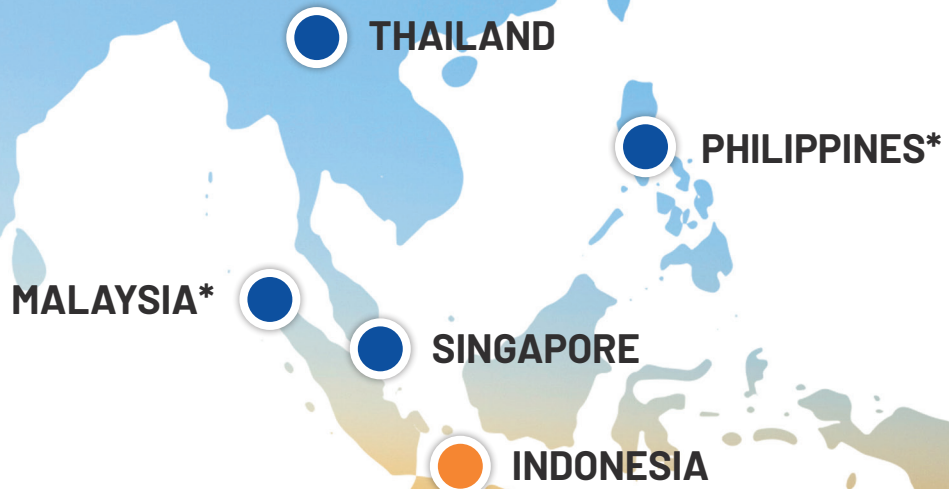 THAILAND
PHILIPPINES*
MALAYSIA*
SINGAPORE
INDONESIA